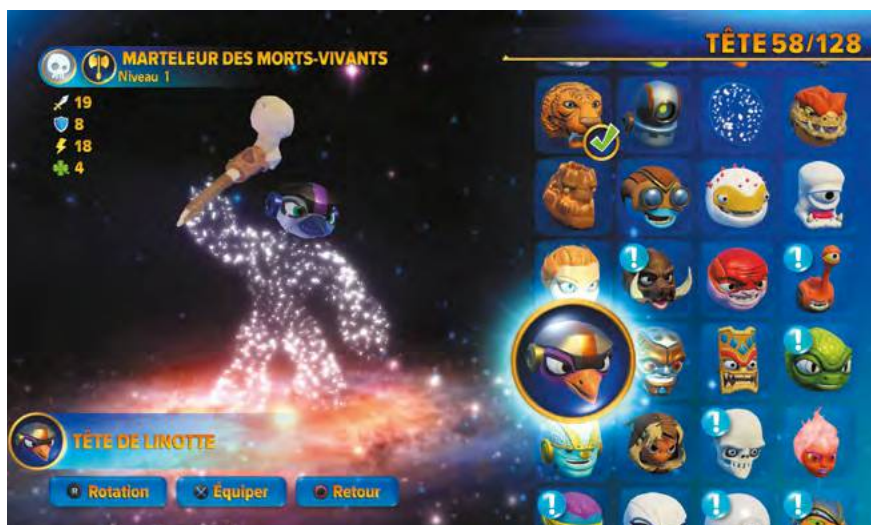 MARTELEUR DES MORTS-VIVANTS
Niveau 1
19
8
18
4
TÊTE 58/128
TÊTE DE LINOTTE
R Rotation
Équiper
Retour